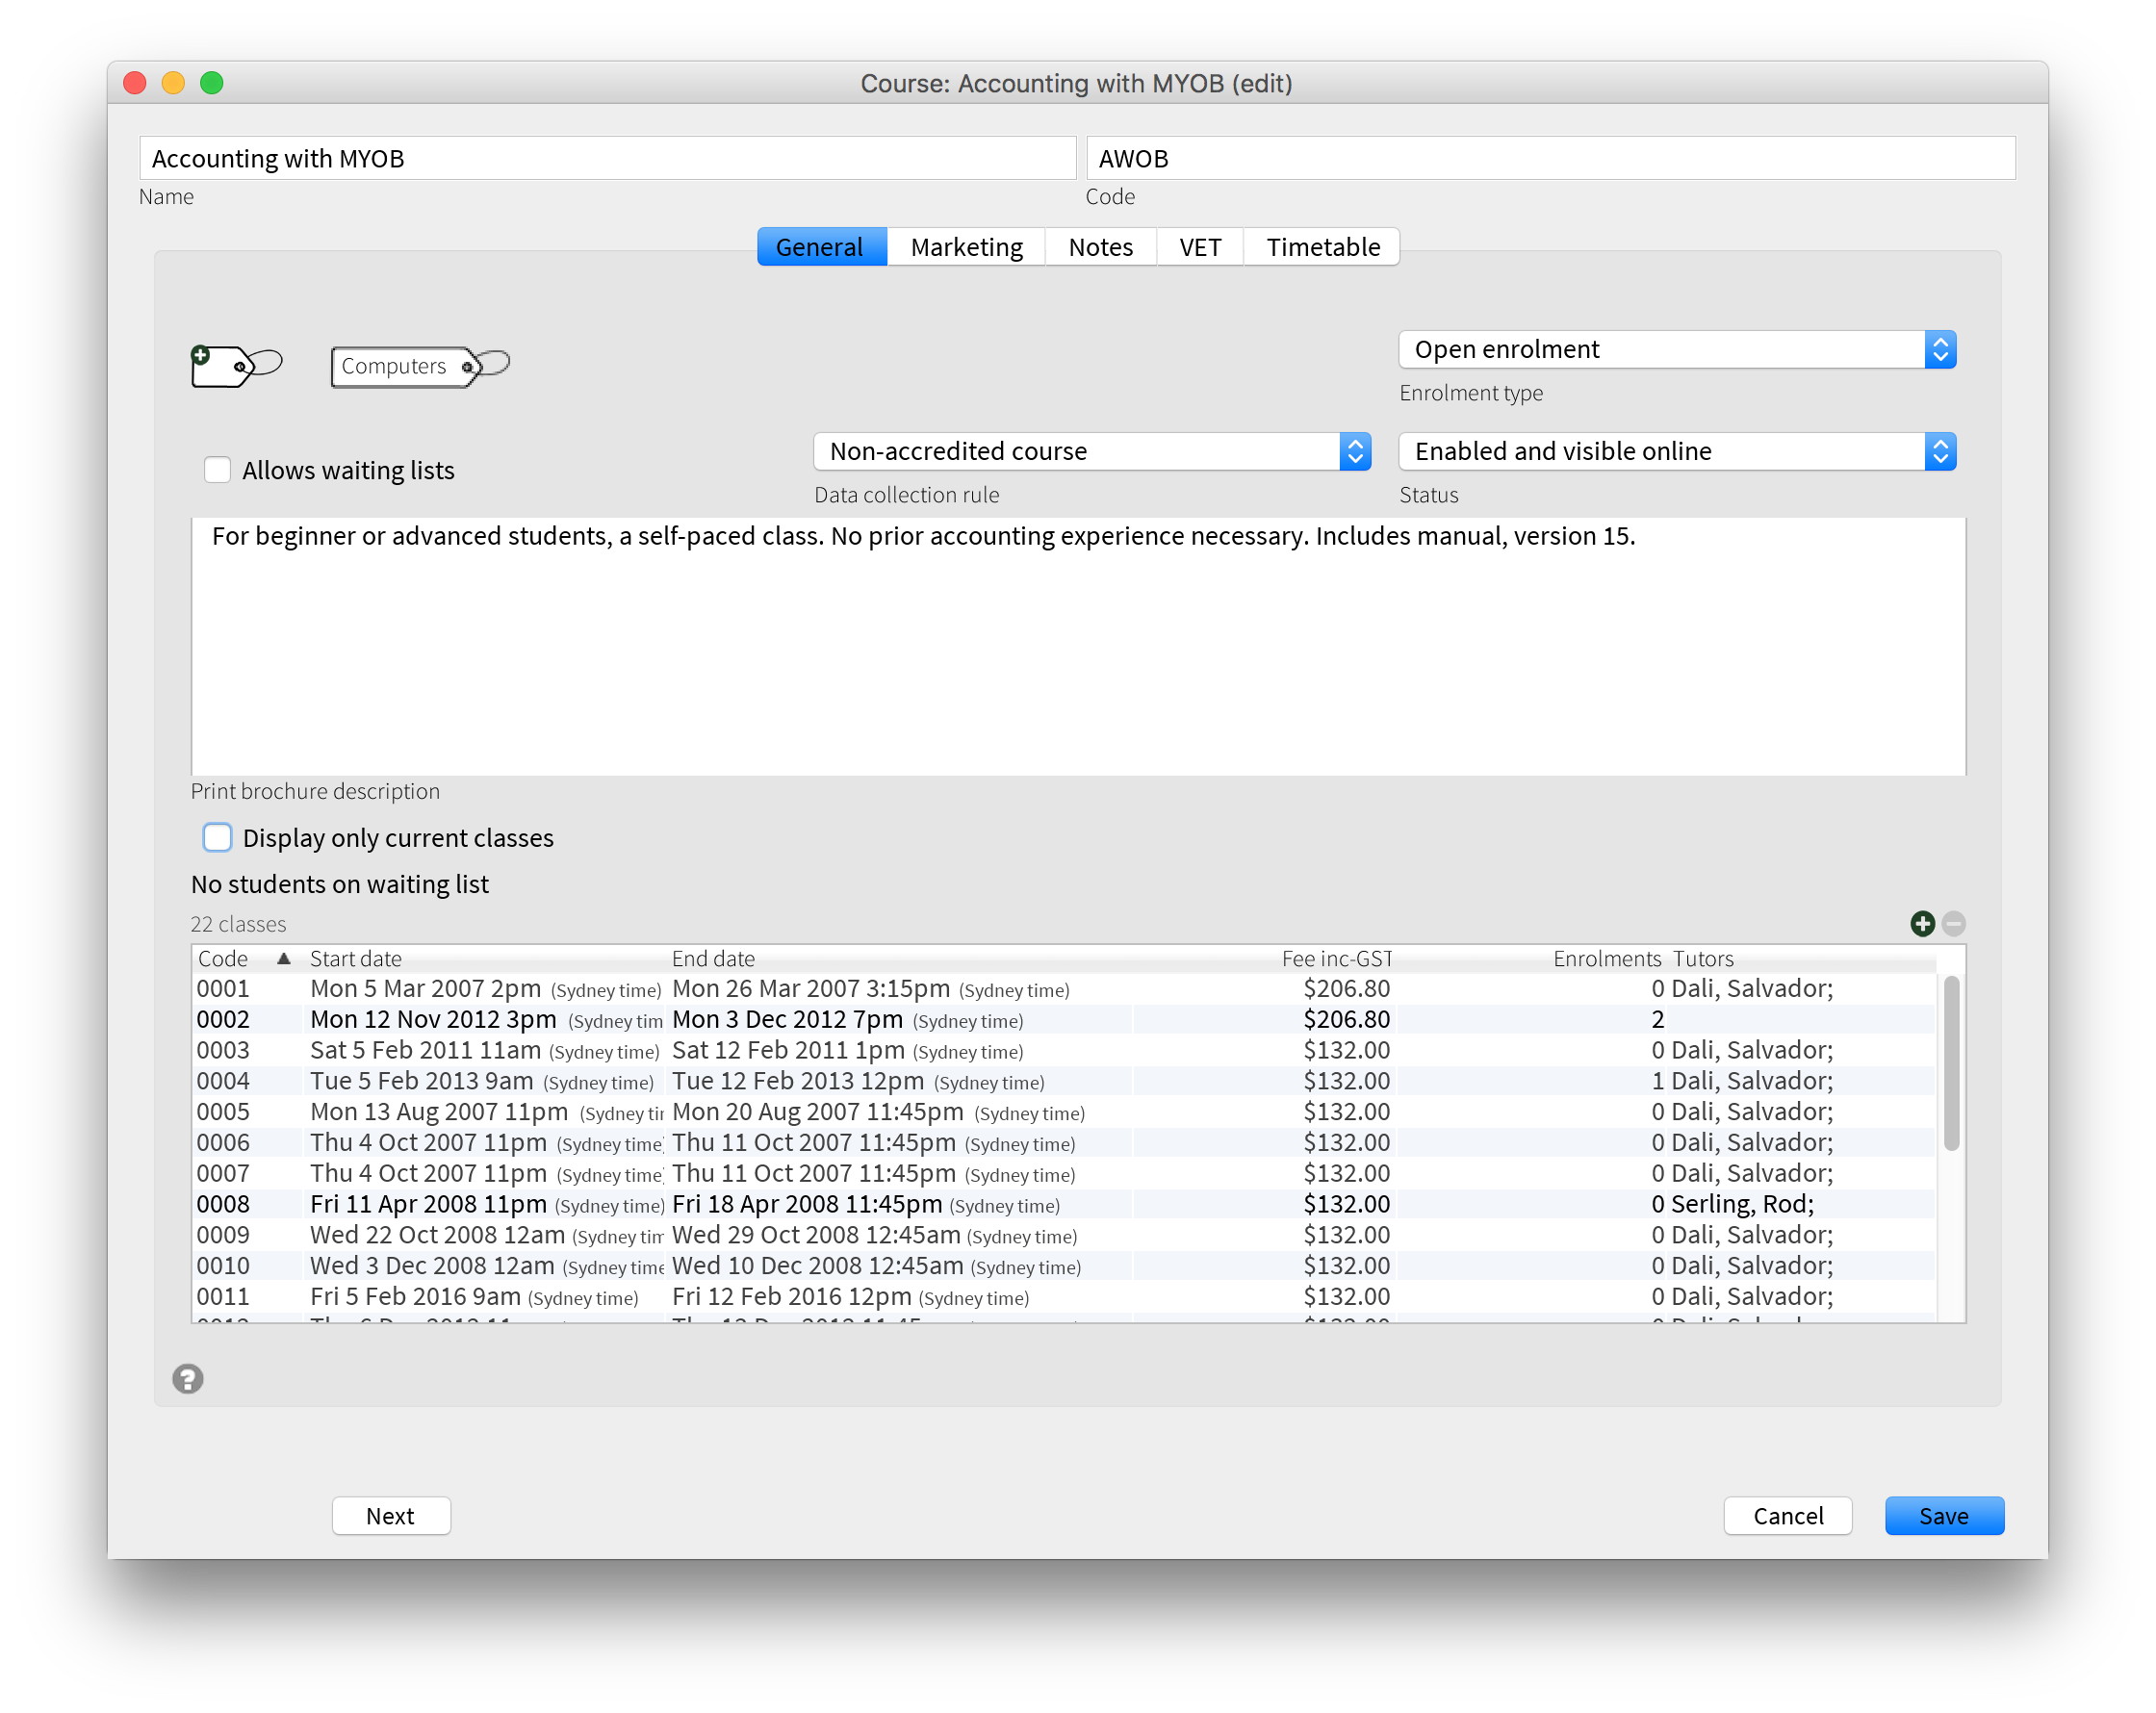 Course: Accounting with MYOB (edit)
Accounting with MYOB AWOB
Name Code
General Marketing Notes VET Timetable
Computers Open enrolment
Enrolment type
Allows waiting lists Non-accredited course Enabled and visible online
Data collection rule Status
For beginner or advanced students, a self-paced class. No prior accounting experience necessary. Includes manual, version 15.
Print brochure description
Display only current classes
No students on waiting list
22 classes
Code Start date End date Fee inc-GST Enrolments Tutors
0001 Mon 5 Mar 2007 2pm (Sydney time) Mon 26 Mar 2007 3:15pm (Sydney time) $206.80 0 Dali, Salvador;
0002 Mon 12 Nov 2012 3pm (Sydney tim Mon 3 Dec 2012 7pm (Sydney time) $206.80 2
0003 Sat 5 Feb 2011 11am (Sydney time) Sat 12 Feb 2011 1pm (Sydney time) $132.00 0 Dali, Salvador;
0004 Tue 5 Feb 2013 9am (Sydney time) Tue 12 Feb 2013 12pm (Sydney time) $132.00 1 Dali, Salvador;
0005 Mon 13 Aug 2007 11pm (Sydney ti Mon 20 Aug 2007 11:45pm (Sydney time) $132.00 0 Dali, Salvador;
0006 Thu 4 Oct 2007 11pm (Sydney time Thu 11 Oct 2007 11:45pm (Sydney time) $132.00 0 Dali, Salvador;
0007 Thu 4 Oct 2007 11pm (Sydney time Thu 11 Oct 2007 11:45pm (Sydney time) $132.00 0 Dali, Salvador;
0008 Fri 11 Apr 2008 11pm (Sydney time) Fri 18 Apr 2008 11:45pm (Sydney time) $132.00 0 Serling, Rod;
0009 Wed 22 Oct 2008 12am (Sydney tim Wed 29 Oct 2008 12:45am (Sydney time) $132.00 0 Dali, Salvador;
0010 Wed 3 Dec 2008 12am (Sydney time Wed 10 Dec 2008 12:45am (Sydney time) $132.00 0 Dali, Salvador;
0011 Fri 5 Feb 2016 9am (Sydney time) Fri 12 Feb 2016 12pm (Sydney time) $132.00 0 Dali, Salvador;
Next Cancel Save